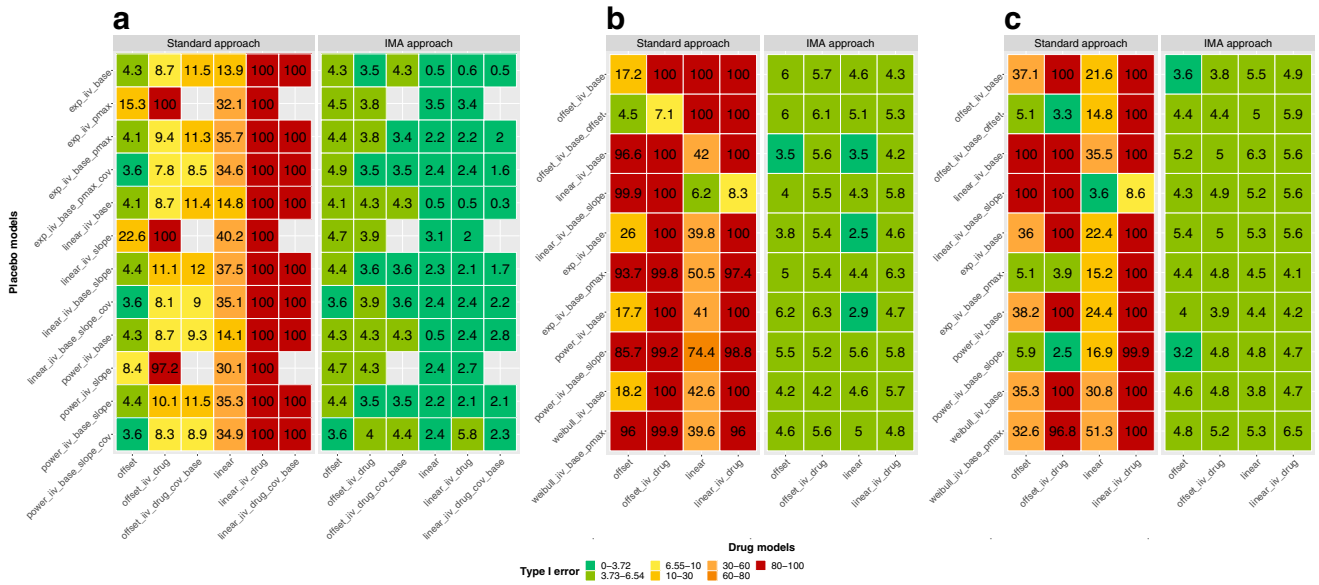 a
Standard approach
IMA approach
Placebo models
exp_iiv_base 4.3 8.7 11.5 13.9 100 100 4.3 3.5 4.3 0.5 0.6 0.5
exp_iiv_pmax 15.3 100 32.1 100 4.5 3.8 3.5 3.4
exp_iiv_base_pmax 4.1 9.4 11.3 35.7 100 100 4.4 3.8 3.4 2.2 2.2 2
exp_iiv_base_pmax_cov 3.6 7.8 8.5 34.6 100 100 4.9 3.5 3.5 2.4 2.4 1.6
linear_iiv_base 4.1 8.7 11.4 14.8 100 100 4.1 4.3 4.3 0.5 0.5 0.3
linear_iiv_slope 22.6 100 40.2 100 4.7 3.9 3.1 2
linear_iiv_base_slope 4.4 11.1 12 37.5 100 100 4.4 3.6 3.6 2.3 2.1 1.7
linear_iiv_base_slope_cov 3.6 8.1 9 35.1 100 100 3.6 3.9 3.6 2.4 2.4 2.2
power_iiv_base 4.3 8.7 9.3 14.1 100 100 4.3 4.3 4.3 0.5 2.4 2.8
power_iiv_slope 8.4 97.2 30.1 100 4.7 4.3 2.4 2.7
power_iiv_base_slope 4.4 10.1 11.5 35.3 100 100 4.4 3.5 3.5 2.2 2.1 2.1
power_iiv_base_slope_cov 3.6 8.3 8.9 34.9 100 100 3.6 4 4.4 2.4 5.8 2.3
offset offset_iiv_drug offset_iiv_drug_cov_base linear linear_iiv_drug linear_iiv_drug_cov_base offset offset_iiv_drug offset_iiv_drug_cov_base linear linear_iiv_drug linear_iiv_drug_cov_base
b
Standard approach
IMA approach
offset_iiv_base 17.2 100 100 100 6 5.7 4.6 4.3
offset_iiv_base_offset 4.5 7.1 100 100 6 6.1 5.1 5.3
linear_iiv_base 96.6 100 42 100 3.5 5.6 3.5 4.2
linear_iiv_base_slope 99.9 100 6.2 8.3 4 5.5 4.3 5.8
exp_iiv_base 26 100 39.8 100 3.8 5.4 2.5 4.6
exp_iiv_base_pmax 93.7 99.8 50.5 97.4 5 5.4 4.4 6.3
power_iiv_base 17.7 100 41 100 6.2 6.3 2.9 4.7
power_iiv_base_slope 85.7 99.2 74.4 98.8 5.5 5.2 5.6 5.8
weibull_iiv_base 18.2 100 42.6 100 4.2 4.2 4.6 5.7
weibull_iiv_base_pmax 96 99.9 39.6 96 4.6 5.6 5 4.8
offset offset_iiv_drug linear linear_iiv_drug offset offset_iiv_drug linear linear_iiv_drug
c
Standard approach
IMA approach
offset_iiv_base 37.1 100 21.6 100 3.6 3.8 5.5 4.9
offset_iiv_base_offset 5.1 3.3 14.8 100 4.4 4.4 5 5.9
linear_iiv_base 100 100 35.5 100 5.2 5 6.3 5.6
linear_iiv_base_slope 100 100 3.6 8.6 4.3 4.9 5.2 5.6
exp_iiv_base 36 100 22.4 100 5.4 5 5.3 5.6
exp_iiv_base_pmax 5.1 3.9 15.2 100 4.4 4.8 4.5 4.1
power_iiv_base 38.2 100 24.4 100 4 3.9 4.4 4.2
power_iiv_base_slope 5.9 2.5 16.9 99.9 3.2 4.8 4.8 4.7
weibull_iiv_base 35.3 100 30.8 100 4.6 4.8 3.8 4.7
weibull_iiv_base_pmax 32.6 96.8 51.3 100 4.8 5.2 5.3 6.5
offset offset_iiv_drug linear linear_iiv_drug offset offset_iiv_drug linear linear_iiv_drug
Drug models
Type I error
0–3.72 6.55–10 30–60 80–100
3.73–6.54 10–30 60–80